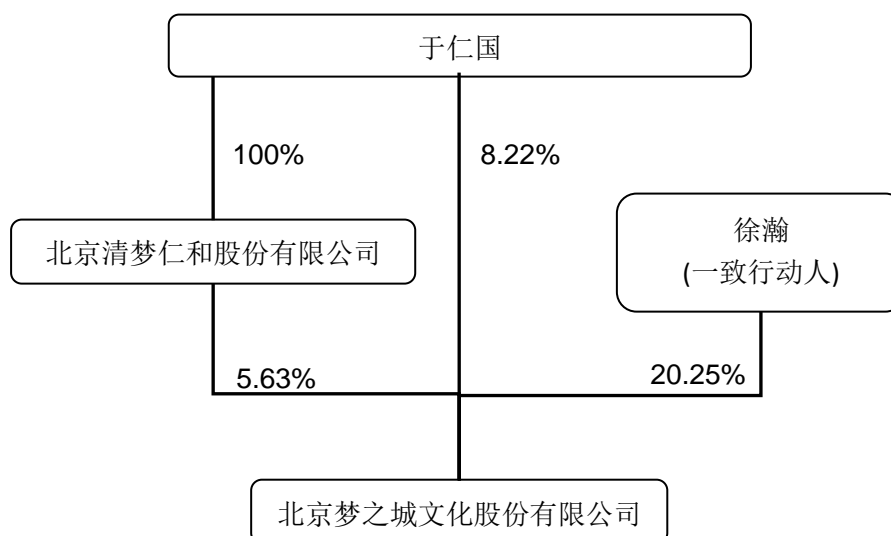 于仁国
100%
8.22%
北京清梦仁和股份有限公司
徐瀚
(一致行动人)
5.63%
20.25%
北京梦之城文化股份有限公司